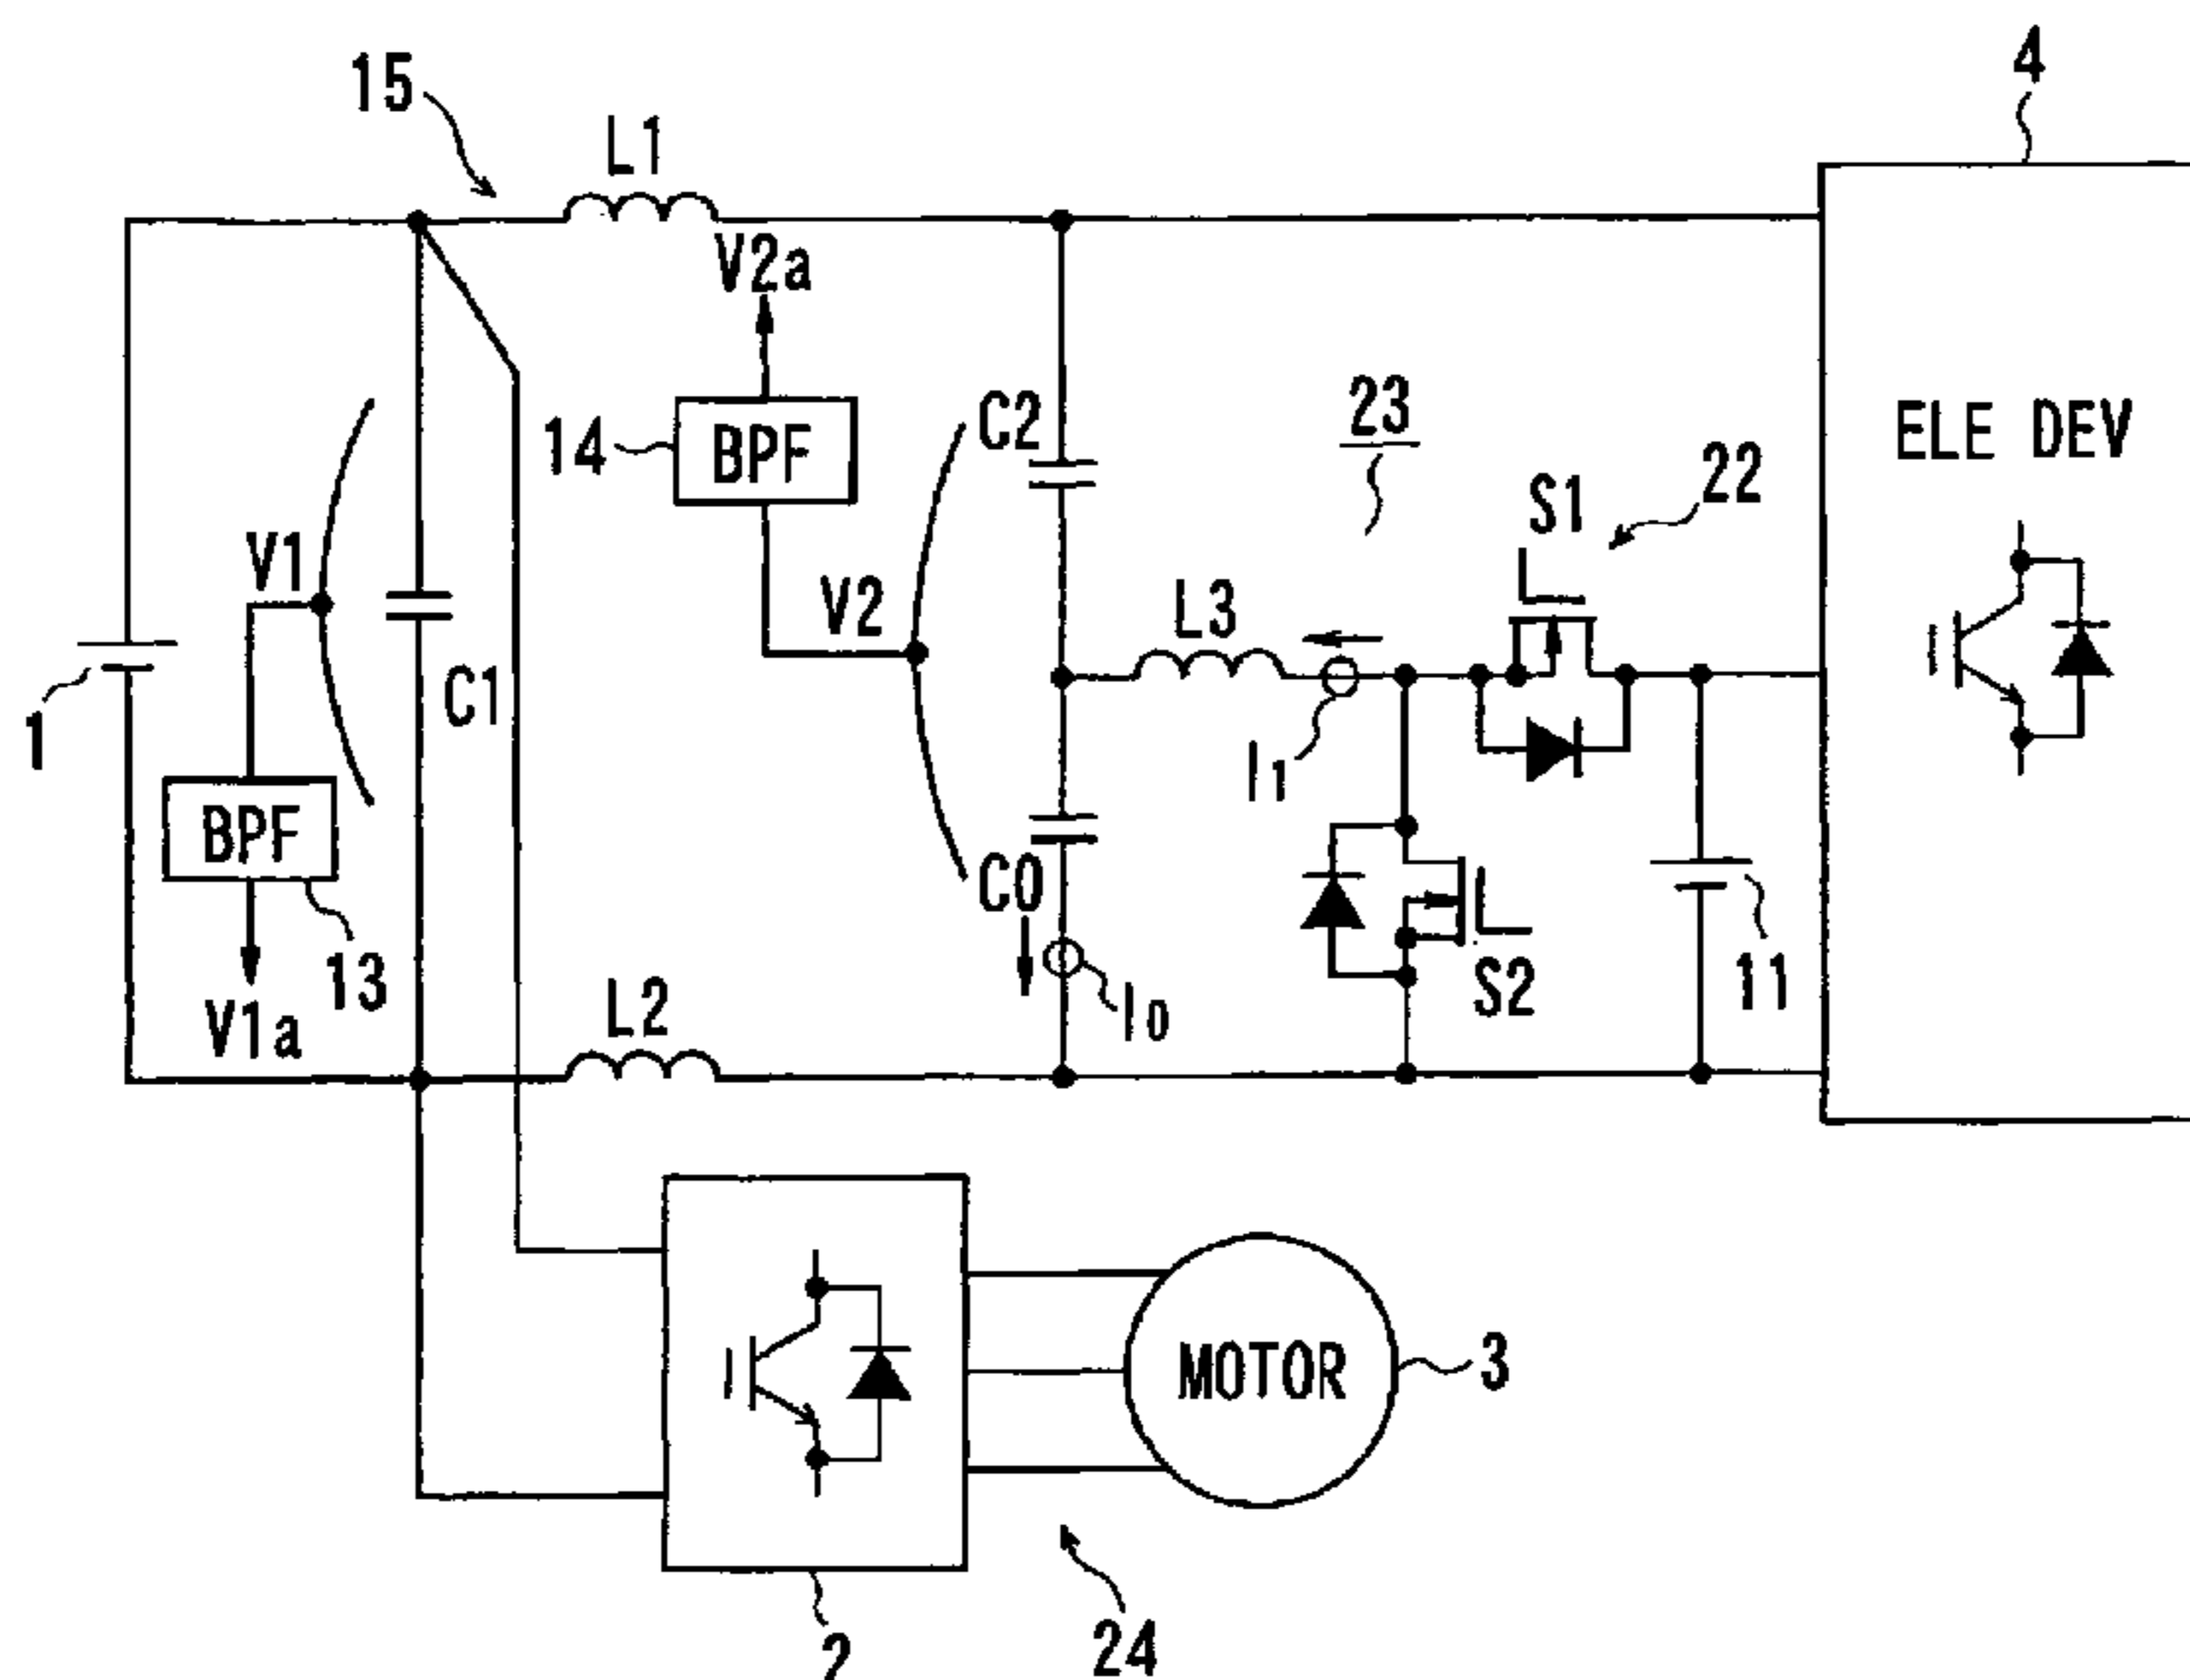 4
15
L1
V2a
C2
23
14
BPF
ELE DEV
22
S1
V1
V2
L3
C1
1
I1
BPF
C0
13
S2
11
V1a
L2
I0
MOTOR
3
2
24